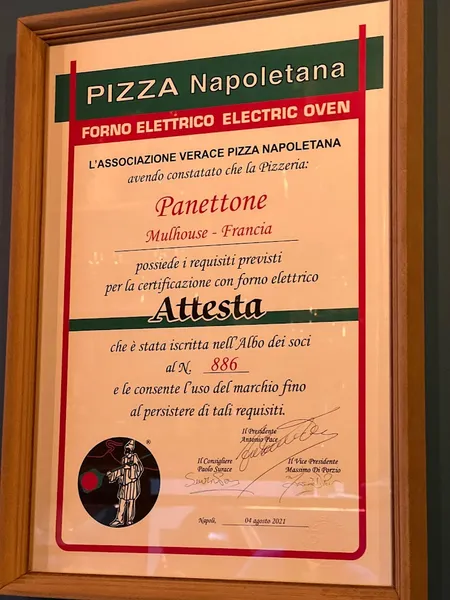 PIZZA Napoletana
FORNO ELETTRICO ELECTRIC OVEN
L'ASSOCIAZIONE VERACE PIZZA NAPOLETANA
avendo constatato che la Pizzeria:
Panettone
Mulhouse - Francia
possiede i requisiti previsti
per la certificazione con forno elettrico
Attesta
che è stata iscritta nell'Albo dei soci
al N. 886
e le consente l'uso del marchio fino
al persistere di tali requisiti.
Il Presidente
Antonio Pace
Il Consigliere
Paolo Surace
Il Vice Presidente
Massimo Di Porzio
®
Napoli, 04 agosto 2021